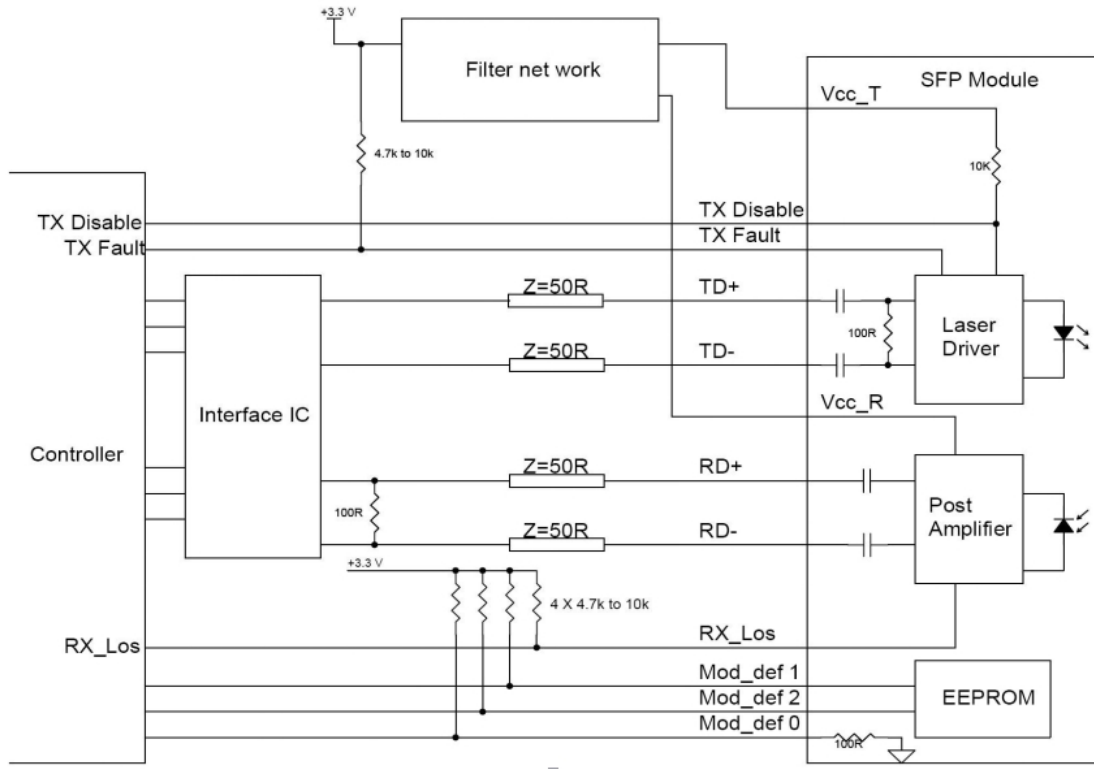 +3.3 V
Filter net work
SFP Module
Vcc_T
4.7k to 10k
10K
TX Disable
TX Disable
TX Fault
TX Fault
Z=50R
TD+
100R
Laser
Driver
Z=50R
TD-
Interface IC
Vcc_R
Controller
Z=50R
RD+
100R
Post
Amplifier
Z=50R
RD-
+3.3 V
4 X 4.7k to 10k
RX_Los
RX_Los
Mod_def 1
Mod_def 2
EEPROM
Mod_def 0
100R